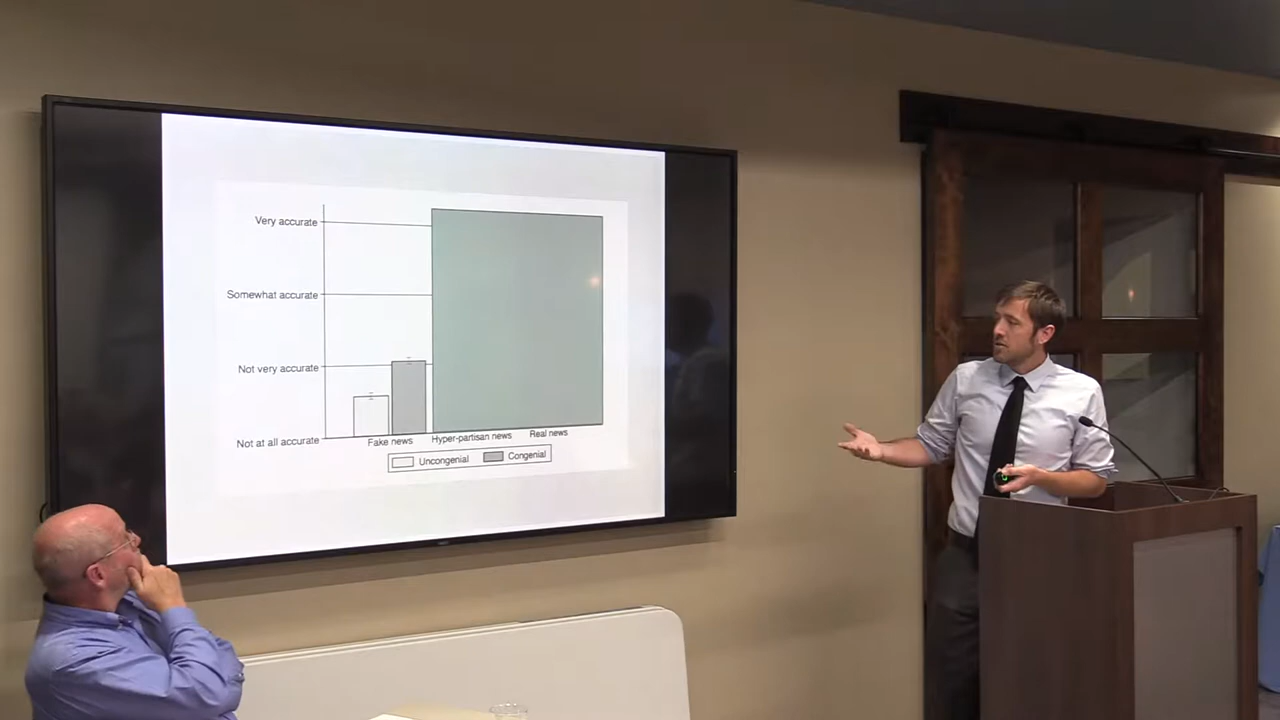 Very accurate
Somewhat accurate
Not very accurate
Not at all accurate
Fake news Hyper-partisan news Real news
Uncongenial Congenial